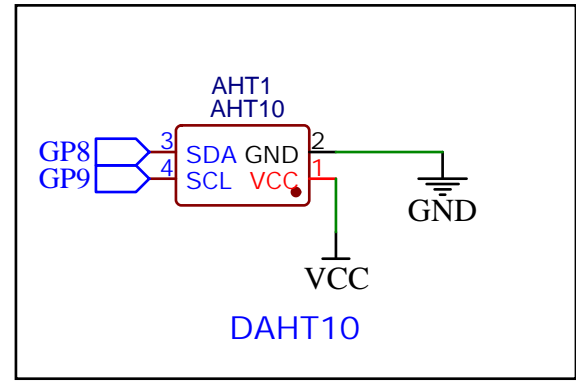 AHT1
AHT10
GP8 3 SDA GND 2
GP9 4 SCL VCC 1
GND
VCC
DAHT10